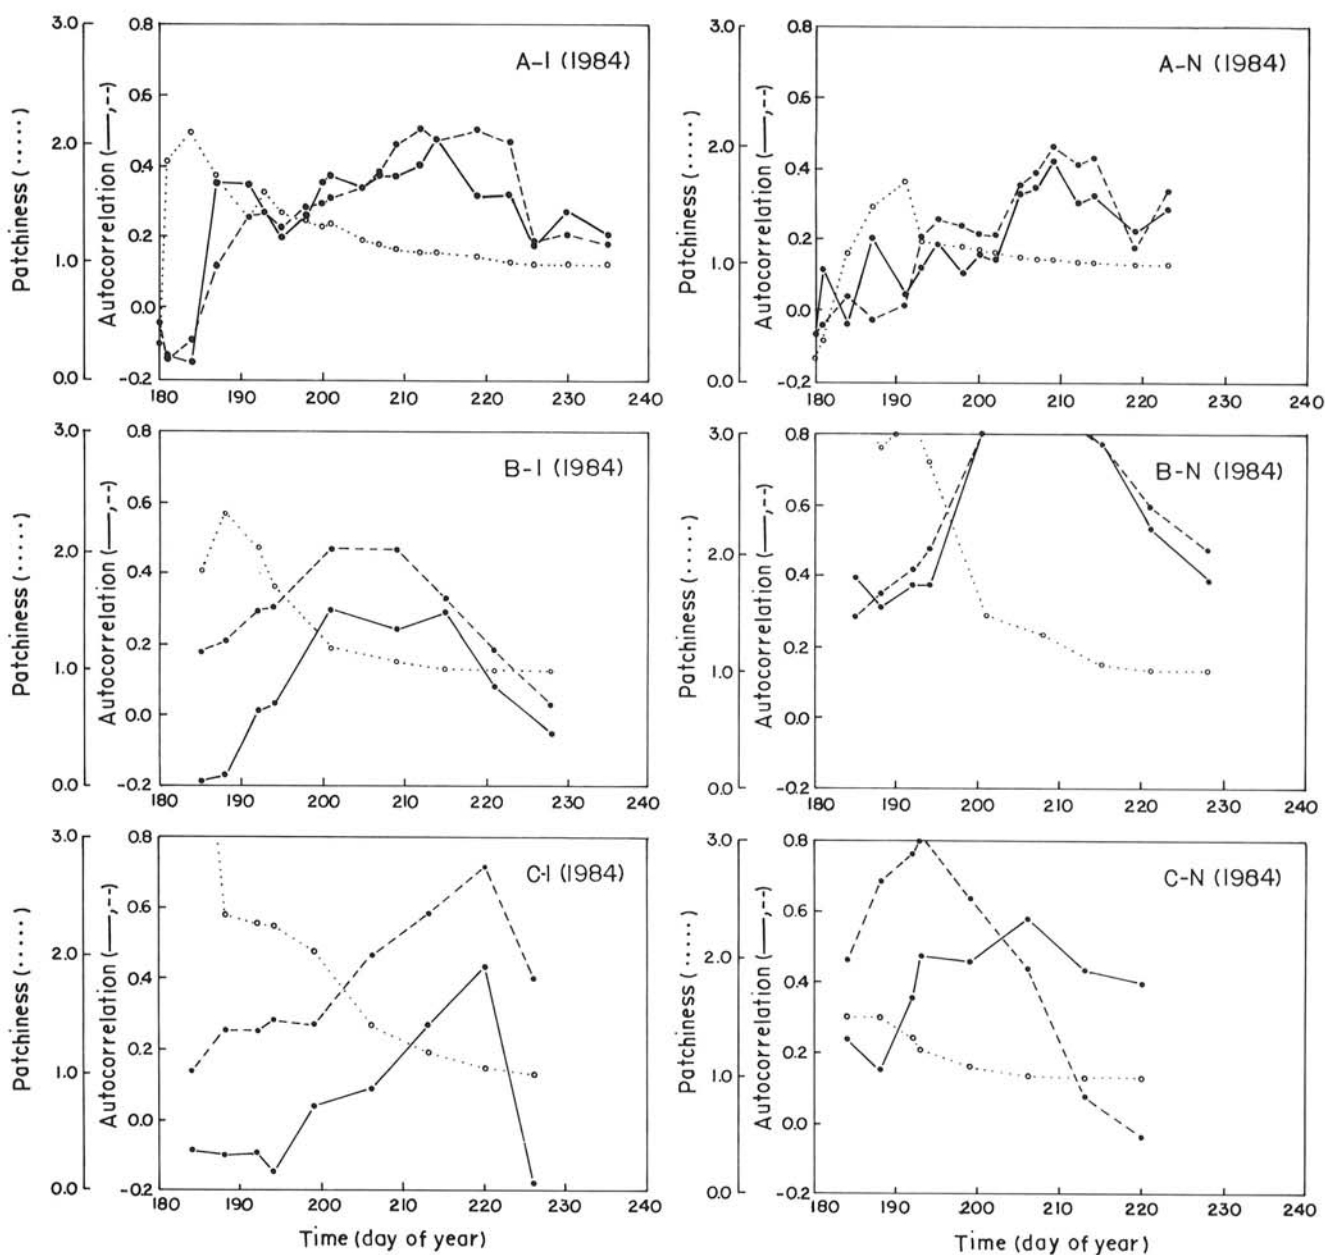 A-I (1984)
Patchiness (.....)
3.0
2.0
1.0
0.0
Autocorrelation (—,--)
0.8
0.6
0.4
0.2
0.0
-0.2
180 190 200 210 220 230 240
A-N (1984)
Patchiness (.....)
3.0
2.0
1.0
0.0
Autocorrelation (—,--)
0.8
0.6
0.4
0.2
0.0
-0.2
180 190 200 210 220 230 240
B-I (1984)
Patchiness (.....)
3.0
2.0
1.0
0.0
Autocorrelation (—,--)
0.8
0.6
0.4
0.2
0.0
-0.2
180 190 200 210 220 230 240
B-N (1984)
Patchiness (.....)
3.0
2.0
1.0
0.0
Autocorrelation (—,--)
0.8
0.6
0.4
0.2
0.0
-0.2
180 190 200 210 220 230 240
C-I (1984)
Patchiness (.....)
3.0
2.0
1.0
0.0
Autocorrelation (—,--)
0.8
0.6
0.4
0.2
0.0
-0.2
180 190 200 210 220 230 240
Time (day of year)
C-N (1984)
Patchiness (.....)
3.0
2.0
1.0
0.0
Autocorrelation (—,--)
0.8
0.6
0.4
0.2
0.0
-0.2
180 190 200 210 220 230 240
Time (day of year)